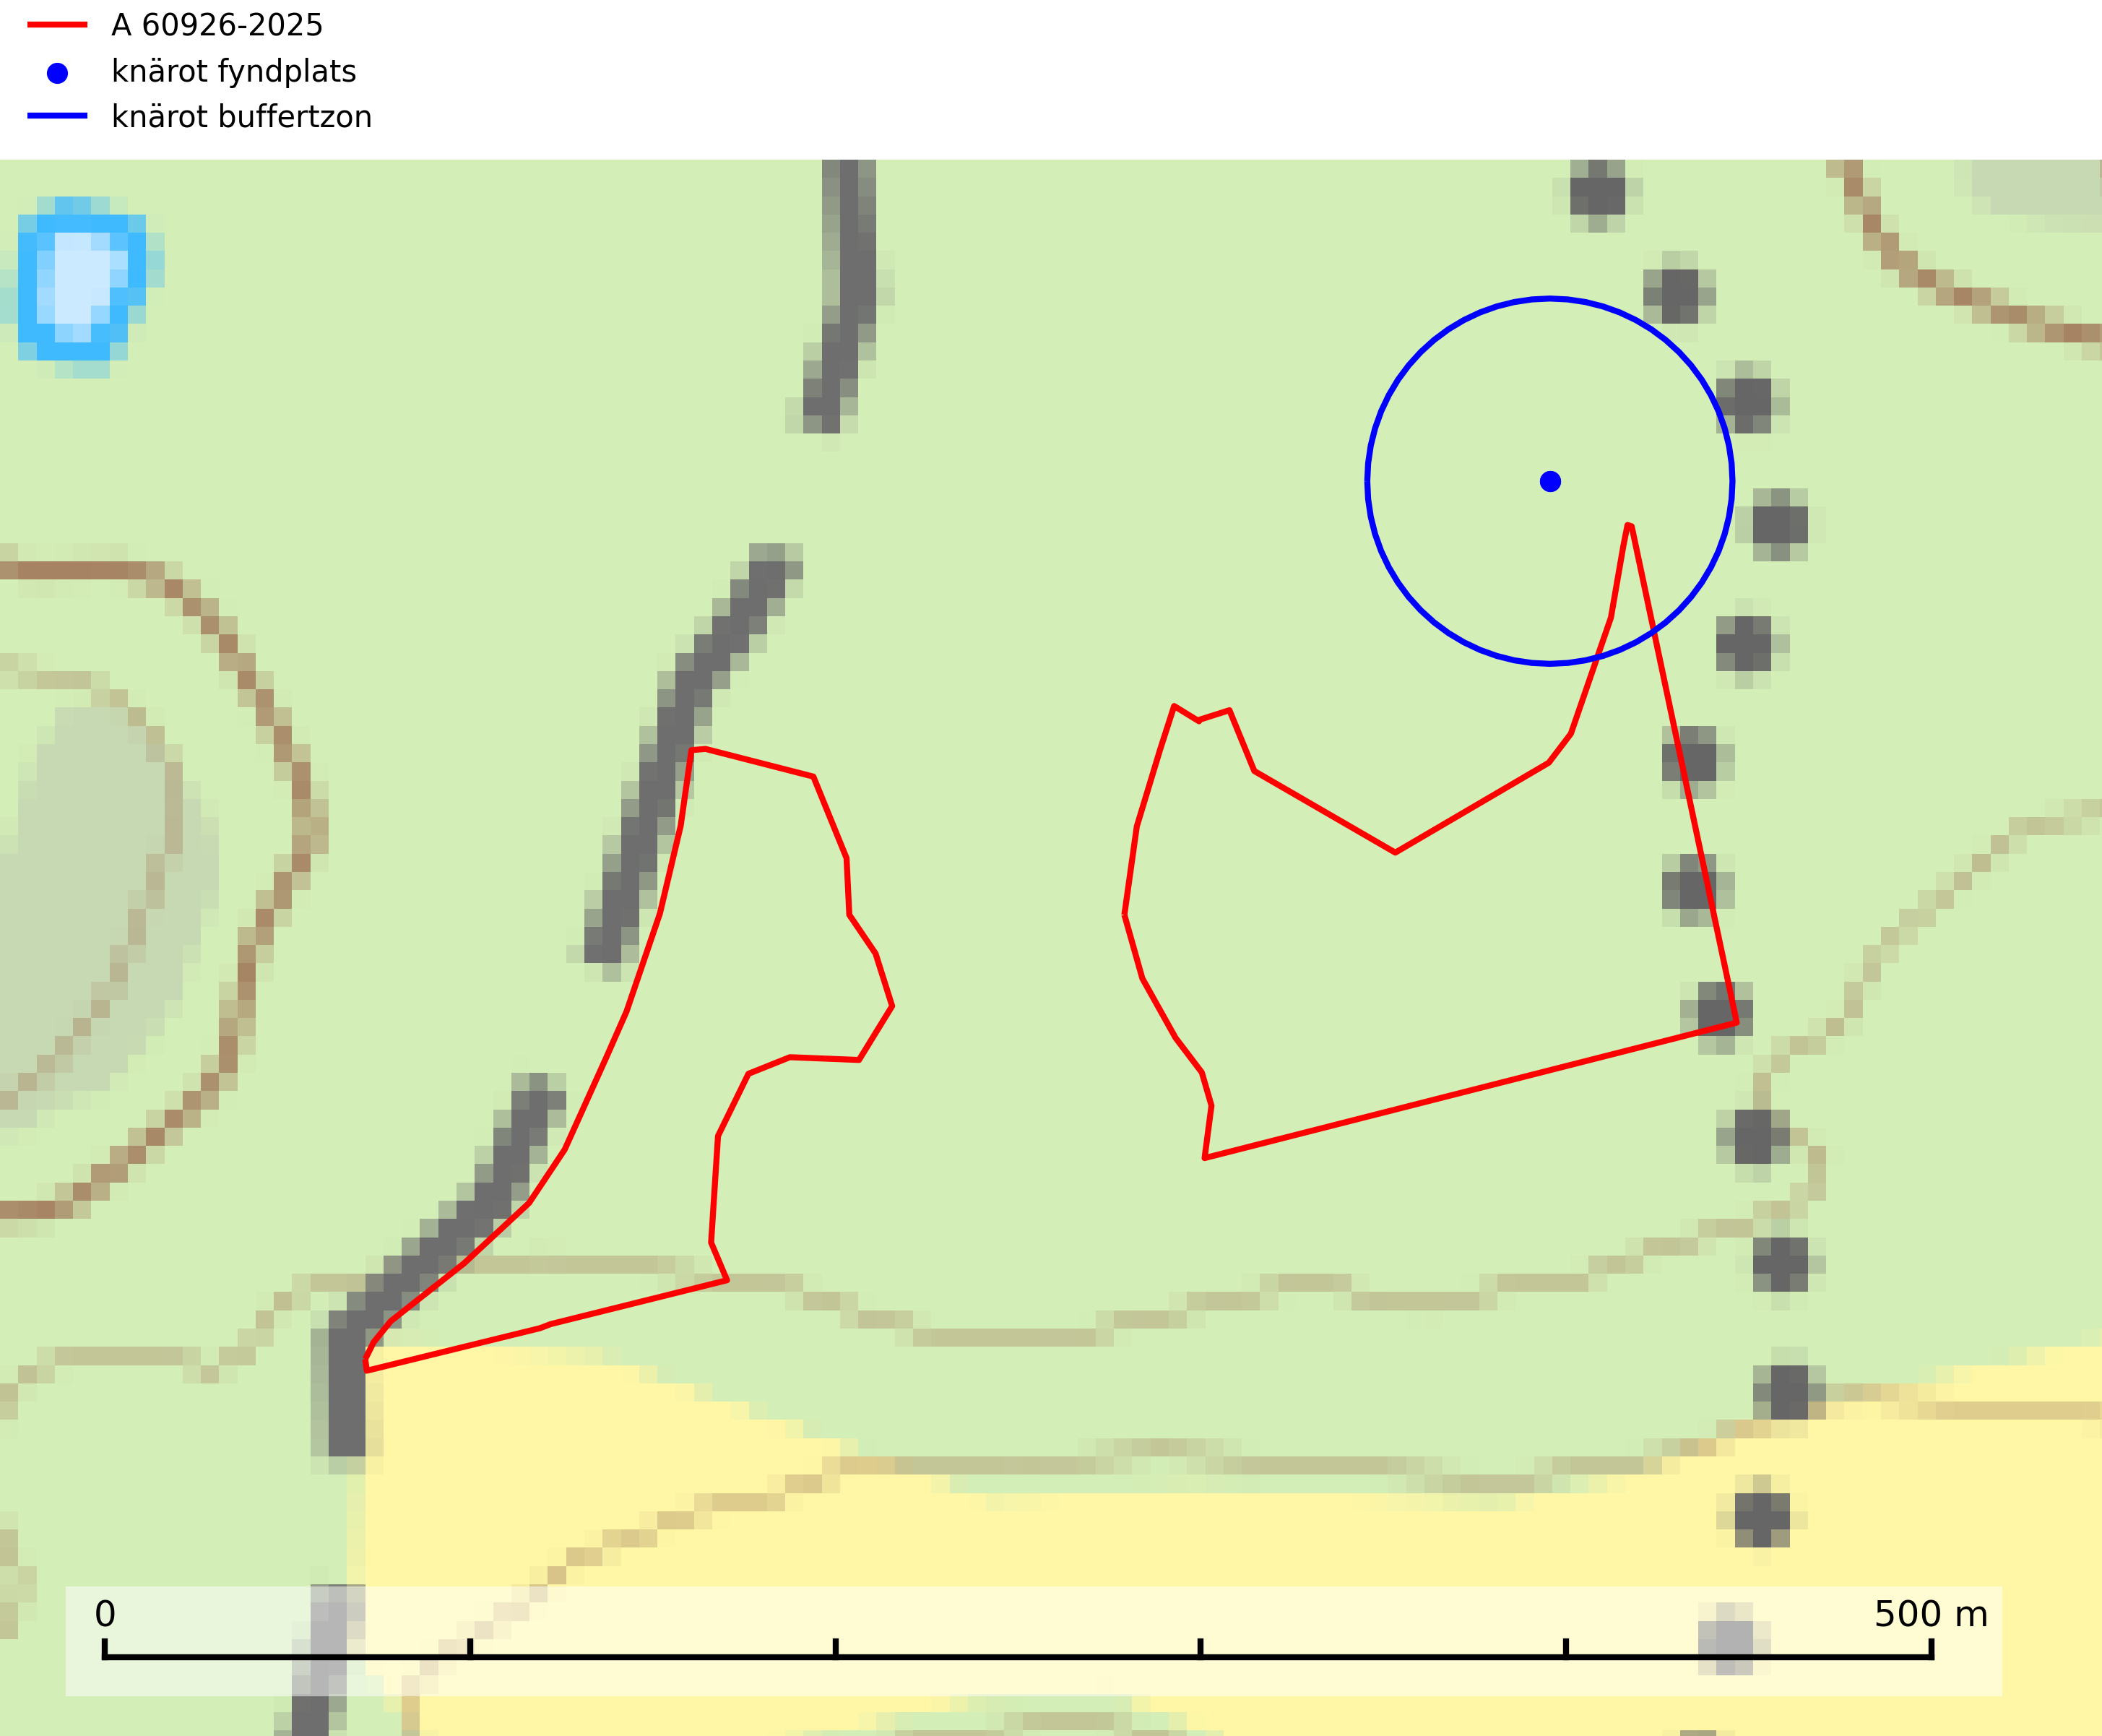 A 60926-2025
knärot fyndplats
knärot buffertzon
0
500 m